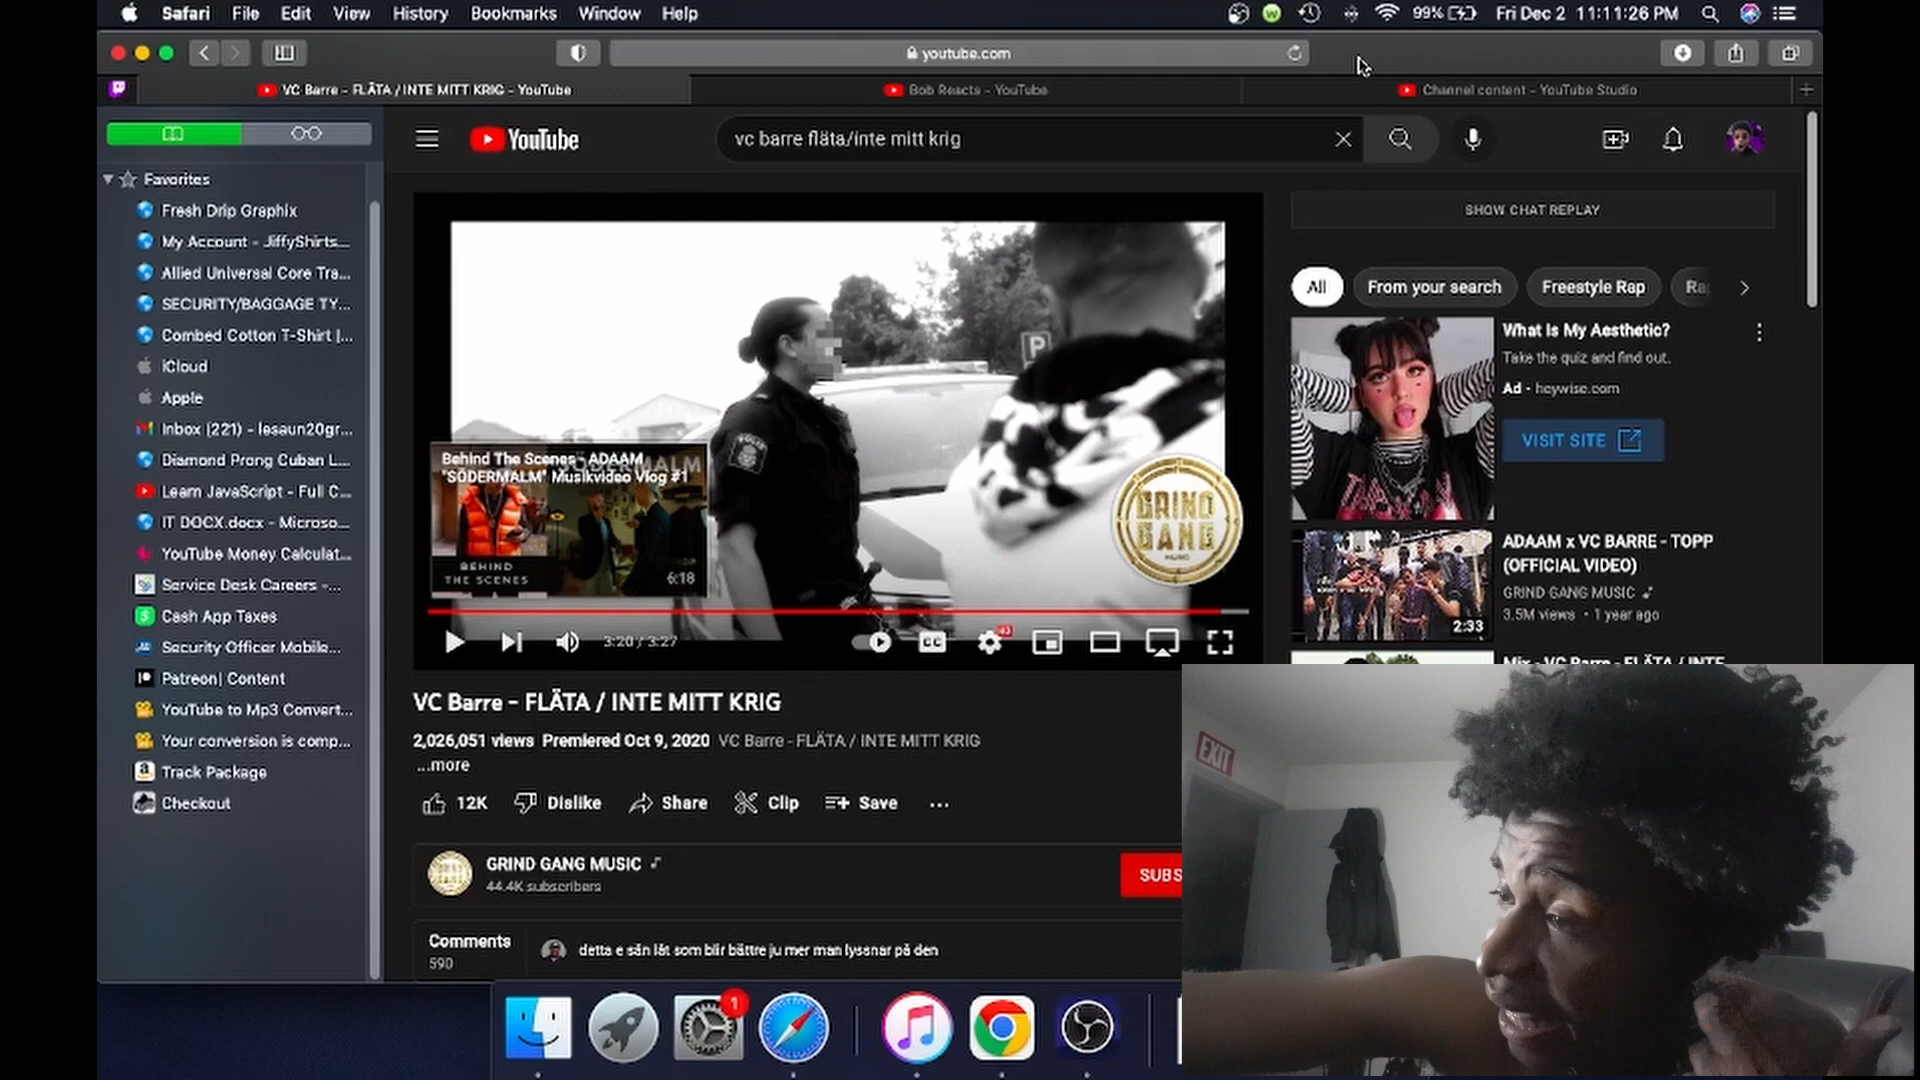 Safari File Edit View History Bookmarks Window Help
99% Fri Dec 2 11:11:26 PM
youtube.com
VC Barre - FLÄTA / INTE MITT KRIG - YouTube
Bob Reacts - YouTube
Channel content - YouTube Studio
YouTube
vc barre fläta/inte mitt krig
Favorites
Fresh Drip Graphix
My Account - JiffyShirts...
Allied Universal Core Tra...
SECURITY/BAGGAGE TY...
Combed Cotton T-Shirt |...
iCloud
Apple
Inbox (221) - lesaun20gr...
Diamond Prong Cuban L...
Learn JavaScript - Full C...
IT DOCX.docx - Microso...
YouTube Money Calculat...
Service Desk Careers -...
Cash App Taxes
Security Officer Mobile...
Patreon| Content
YouTube to Mp3 Convert...
Your conversion is comp...
Track Package
Checkout
P
POLIS
Behind The Scenes - ADAAM
"SÖDERMALM" Musikvideo Vlog #1
BEHIND
THE SCENES
6:18
GRIND
GANG
MUSIC
3:20 / 3:27
CC
HD
VC Barre - FLÄTA / INTE MITT KRIG
2,026,051 views Premiered Oct 9, 2020 VC Barre - FLÄTA / INTE MITT KRIG
...more
12K Dislike Share Clip Save
GRIND GANG MUSIC
44.4K subscribers
SUBS
Comments
590
detta e sån låt som blir bättre ju mer man lyssnar på den
SHOW CHAT REPLAY
All From your search Freestyle Rap Ra
What Is My Aesthetic?
Take the quiz and find out.
Ad · heywise.com
VISIT SITE
ADAAM x VC BARRE - TOPP
(OFFICIAL VIDEO)
GRIND GANG MUSIC
3.5M views · 1 year ago
2:33
Mix - VC Barre - FLÄTA / INTE
EXIT
1